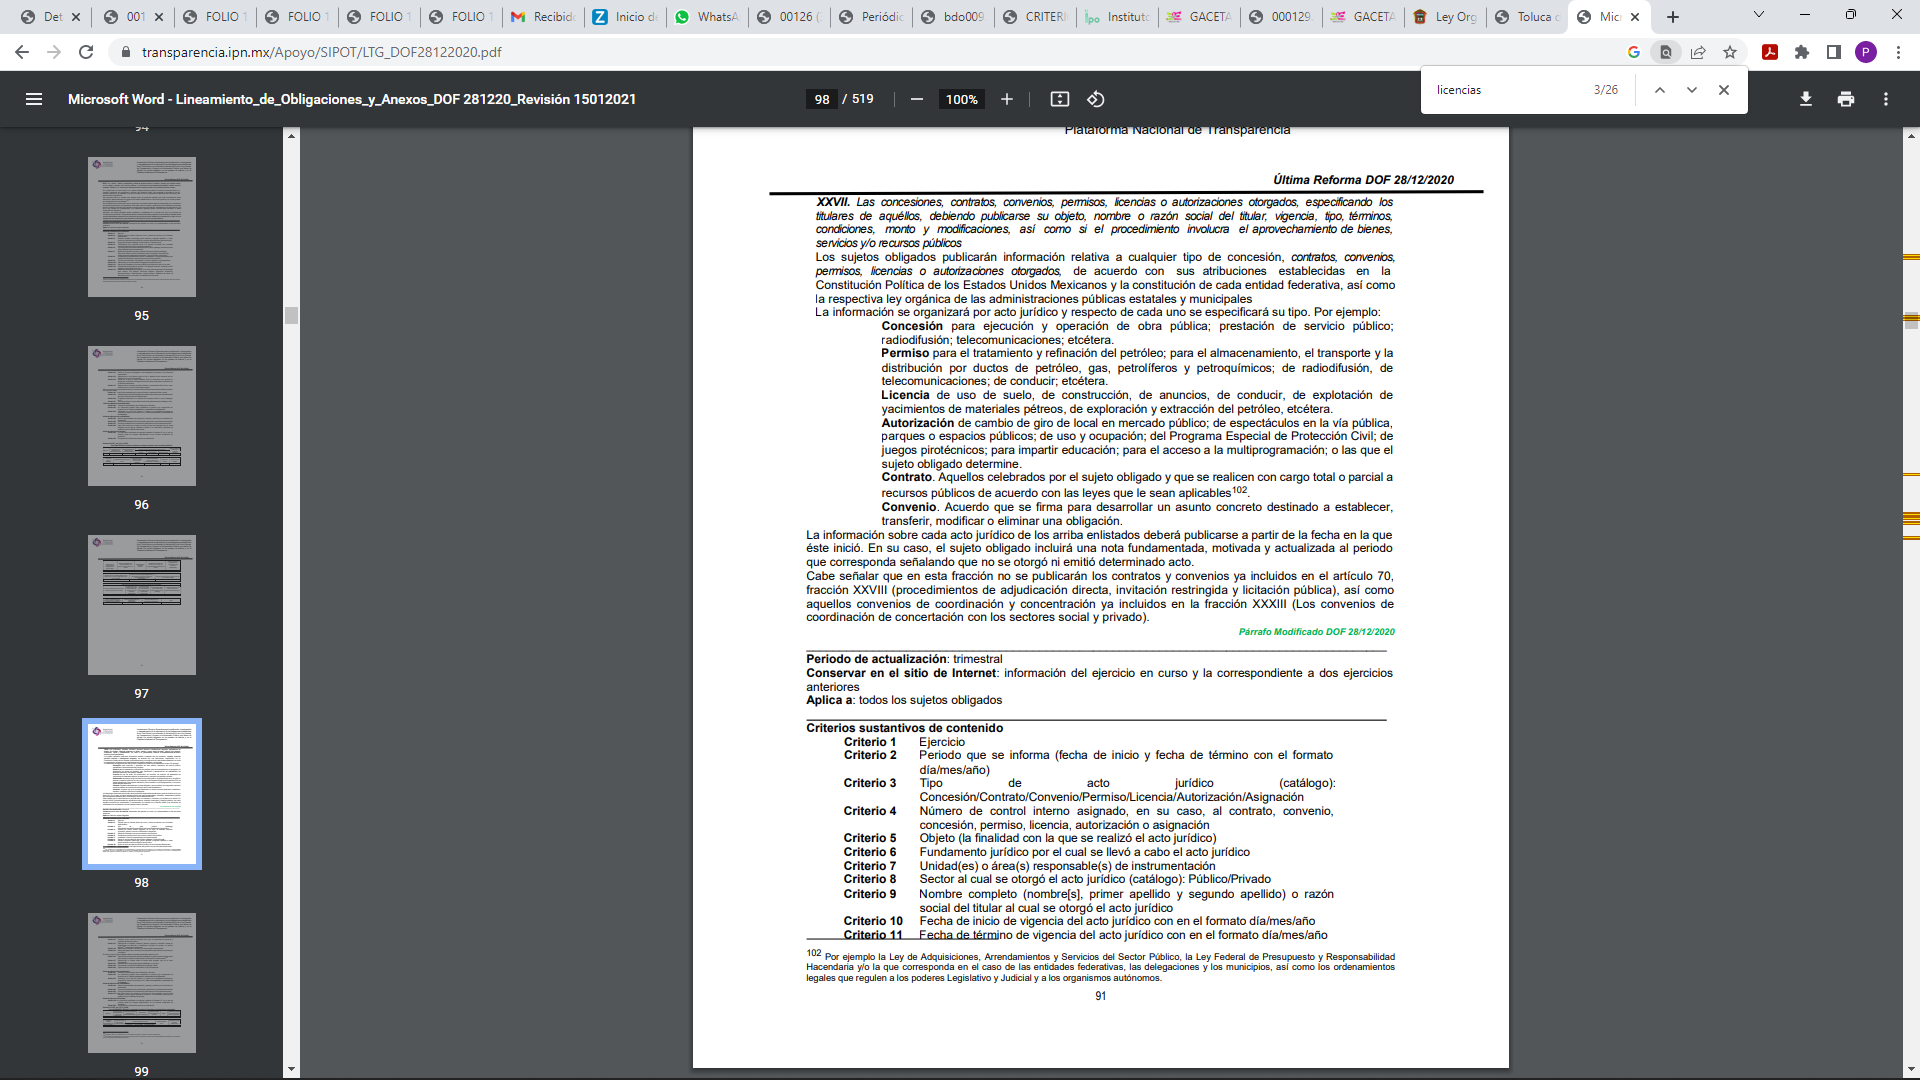 Det
001
FOLIO 1
FOLIO 1
FOLIO 1
FOLIO 1
Recibido
Inicio de
WhatsA
00126 (
Periódic
bdo009
CRITERI
ipo Instituto
GACETA
000129.
GACETA
Ley Org
Toluca d
Micr
transparencia.ipn.mx/Apoyo/SIPOT/LTG_DOF28122020.pdf
P
licencias 3/26
Microsoft Word - Lineamiento_de_Obligaciones_y_Anexos_DOF 281220_Revisión 15012021
98 / 519
100%
94
95
96
97
98
99
Plataforma Nacional de Transparencia
Última Reforma DOF 28/12/2020
XXVII. Las concesiones, contratos, convenios, permisos, licencias o autorizaciones otorgados, especificando los
titulares de aquéllos, debiendo publicarse su objeto, nombre o razón social del titular, vigencia, tipo, términos,
condiciones, monto y modificaciones, así como si el procedimiento involucra el aprovechamiento de bienes,
servicios y/o recursos públicos
Los sujetos obligados publicarán información relativa a cualquier tipo de concesión, contratos, convenios,
permisos, licencias o autorizaciones otorgados, de acuerdo con sus atribuciones establecidas en la
Constitución Política de los Estados Unidos Mexicanos y la constitución de cada entidad federativa, así como
la respectiva ley orgánica de las administraciones públicas estatales y municipales
La información se organizará por acto jurídico y respecto de cada uno se especificará su tipo. Por ejemplo:
Concesión para ejecución y operación de obra pública; prestación de servicio público;
radiodifusión; telecomunicaciones; etcétera.
Permiso para el tratamiento y refinación del petróleo; para el almacenamiento, el transporte y la
distribución por ductos de petróleo, gas, petrolíferos y petroquímicos; de radiodifusión, de
telecomunicaciones; de conducir; etcétera.
Licencia de uso de suelo, de construcción, de anuncios, de conducir, de explotación de
yacimientos de materiales pétreos, de exploración y extracción del petróleo, etcétera.
Autorización de cambio de giro de local en mercado público; de espectáculos en la vía pública,
parques o espacios públicos; de uso y ocupación; del Programa Especial de Protección Civil; de
juegos pirotécnicos; para impartir educación; para el acceso a la multiprogramación; o las que el
sujeto obligado determine.
Contrato. Aquellos celebrados por el sujeto obligado y que se realicen con cargo total o parcial a
recursos públicos de acuerdo con las leyes que le sean aplicables102.
Convenio. Acuerdo que se firma para desarrollar un asunto concreto destinado a establecer,
transferir, modificar o eliminar una obligación.
La información sobre cada acto jurídico de los arriba enlistados deberá publicarse a partir de la fecha en la que
éste inició. En su caso, el sujeto obligado incluirá una nota fundamentada, motivada y actualizada al periodo
que corresponda señalando que no se otorgó ni emitió determinado acto.
Cabe señalar que en esta fracción no se publicarán los contratos y convenios ya incluidos en el artículo 70,
fracción XXVIII (procedimientos de adjudicación directa, invitación restringida y licitación pública), así como
aquellos convenios de coordinación y concentración ya incluidos en la fracción XXXIII (Los convenios de
coordinación de concertación con los sectores social y privado).
Párrafo Modificado DOF 28/12/2020
Periodo de actualización: trimestral
Conservar en el sitio de Internet: información del ejercicio en curso y la correspondiente a dos ejercicios
anteriores
Aplica a: todos los sujetos obligados
Criterios sustantivos de contenido
Criterio 1 Ejercicio
Criterio 2 Periodo que se informa (fecha de inicio y fecha de término con el formato
día/mes/año)
Criterio 3 Tipo de acto jurídico (catálogo):
Concesión/Contrato/Convenio/Permiso/Licencia/Autorización/Asignación
Criterio 4 Número de control interno asignado, en su caso, al contrato, convenio,
concesión, permiso, licencia, autorización o asignación
Criterio 5 Objeto (la finalidad con la que se realizó el acto jurídico)
Criterio 6 Fundamento jurídico por el cual se llevó a cabo el acto jurídico
Criterio 7 Unidad(es) o área(s) responsable(s) de instrumentación
Criterio 8 Sector al cual se otorgó el acto jurídico (catálogo): Público/Privado
Criterio 9 Nombre completo (nombre[s], primer apellido y segundo apellido) o razón
social del titular al cual se otorgó el acto jurídico
Criterio 10 Fecha de inicio de vigencia del acto jurídico con en el formato día/mes/año
Criterio 11 Fecha de término de vigencia del acto jurídico con en el formato día/mes/año
102 Por ejemplo la Ley de Adquisiciones, Arrendamientos y Servicios del Sector Público, la Ley Federal de Presupuesto y Responsabilidad
Hacendaria y/o la que corresponda en el caso de las entidades federativas, las delegaciones y los municipios, así como los ordenamientos
legales que regulen a los poderes Legislativo y Judicial y a los organismos autónomos.
91